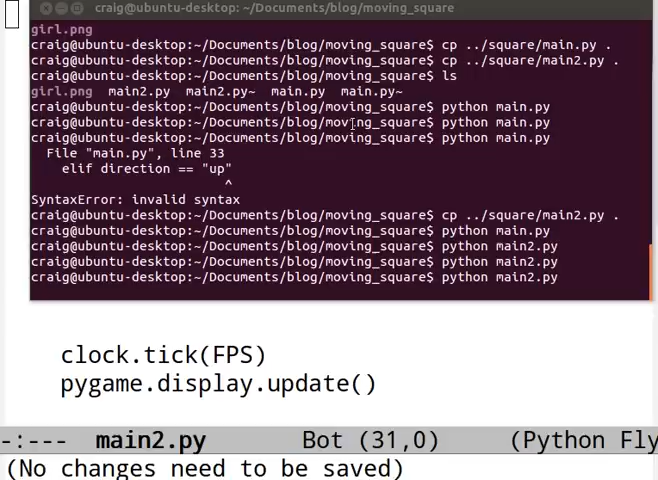 craig@ubuntu-desktop: ~/Documents/blog/moving_square
girl.png
craig@ubuntu-desktop:~/Documents/blog/moving_square$ cp ../square/main.py .
craig@ubuntu-desktop:~/Documents/blog/moving_square$ cp ../square/main2.py .
craig@ubuntu-desktop:~/Documents/blog/moving_square$ ls
girl.png  main2.py  main2.py~  main.py  main.py~
craig@ubuntu-desktop:~/Documents/blog/moving_square$ python main.py
craig@ubuntu-desktop:~/Documents/blog/moving_square$ python main.py
craig@ubuntu-desktop:~/Documents/blog/moving_square$ python main.py
  File "main.py", line 33
    elif direction == "up"
                         ^
SyntaxError: invalid syntax
craig@ubuntu-desktop:~/Documents/blog/moving_square$ cp ../square/main2.py .
craig@ubuntu-desktop:~/Documents/blog/moving_square$ python main.py
craig@ubuntu-desktop:~/Documents/blog/moving_square$ python main2.py
craig@ubuntu-desktop:~/Documents/blog/moving_square$ python main2.py
craig@ubuntu-desktop:~/Documents/blog/moving_square$ python main2.py
clock.tick(FPS)
pygame.display.update()
-:---  main2.py  Bot (31,0)  (Python Fly
(No changes need to be saved)